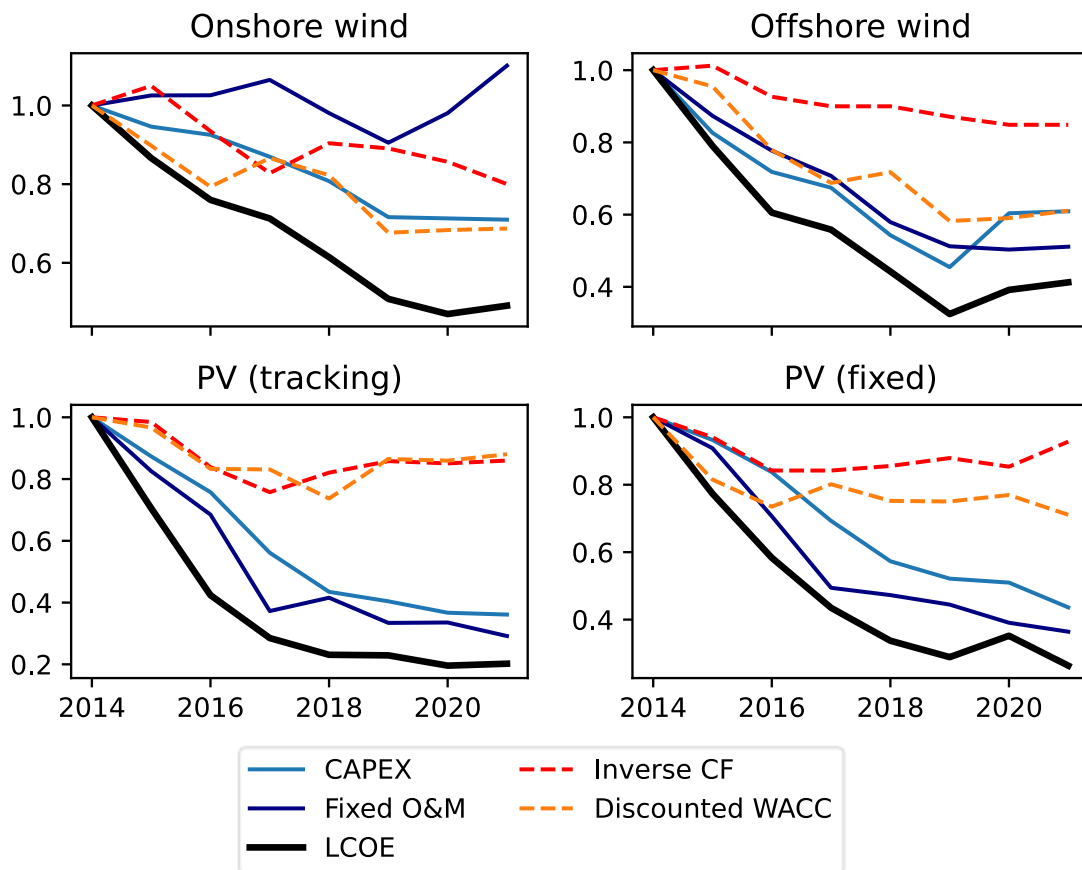 Onshore wind
Offshore wind
1.0
0.8
0.6
1.0
0.8
0.6
0.4
PV (tracking)
PV (fixed)
1.0
0.8
0.6
0.4
0.2
1.0
0.8
0.6
0.4
2014 2016 2018 2020
2014 2016 2018 2020
CAPEX
Fixed O&M
LCOE
Inverse CF
Discounted WACC